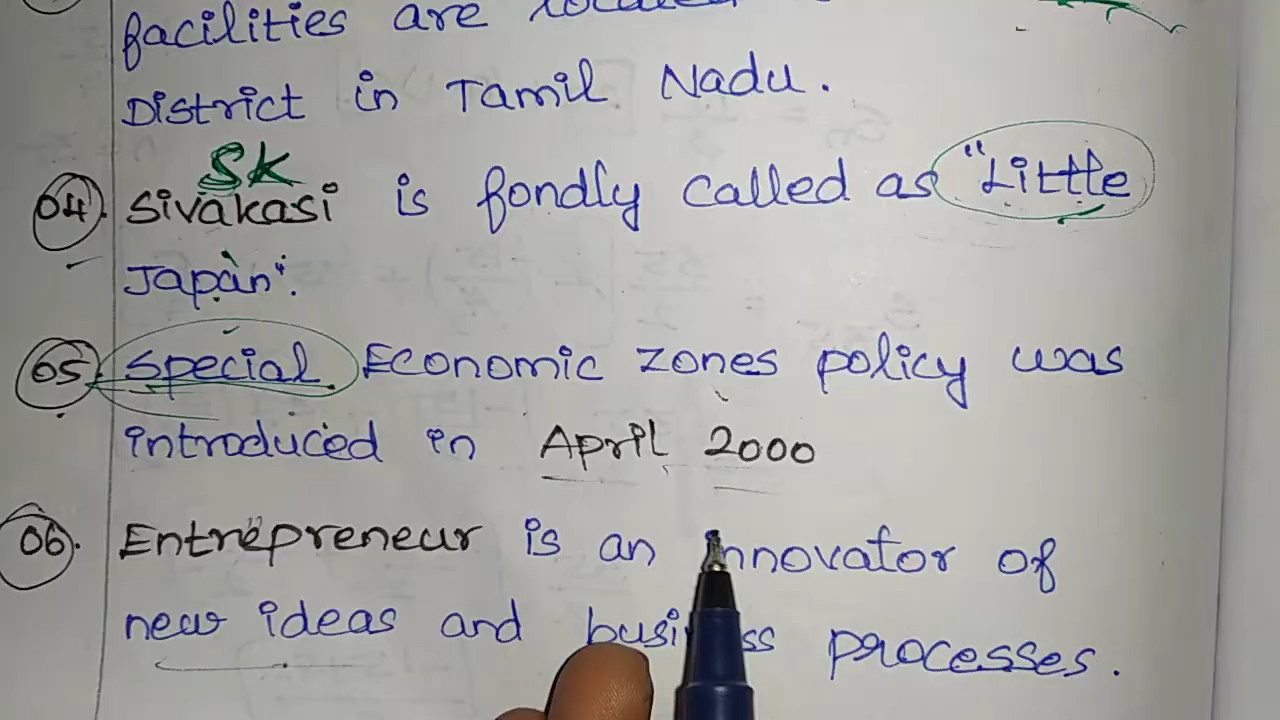 facilities are located
District in Tamil Nadu.
SK
04. Sivakasi is fondly called as "Little
Japan".
05. Special Economic zones policy was
introduced in April 2000
06. Entrepreneur is an innovator of
new ideas and business processes.